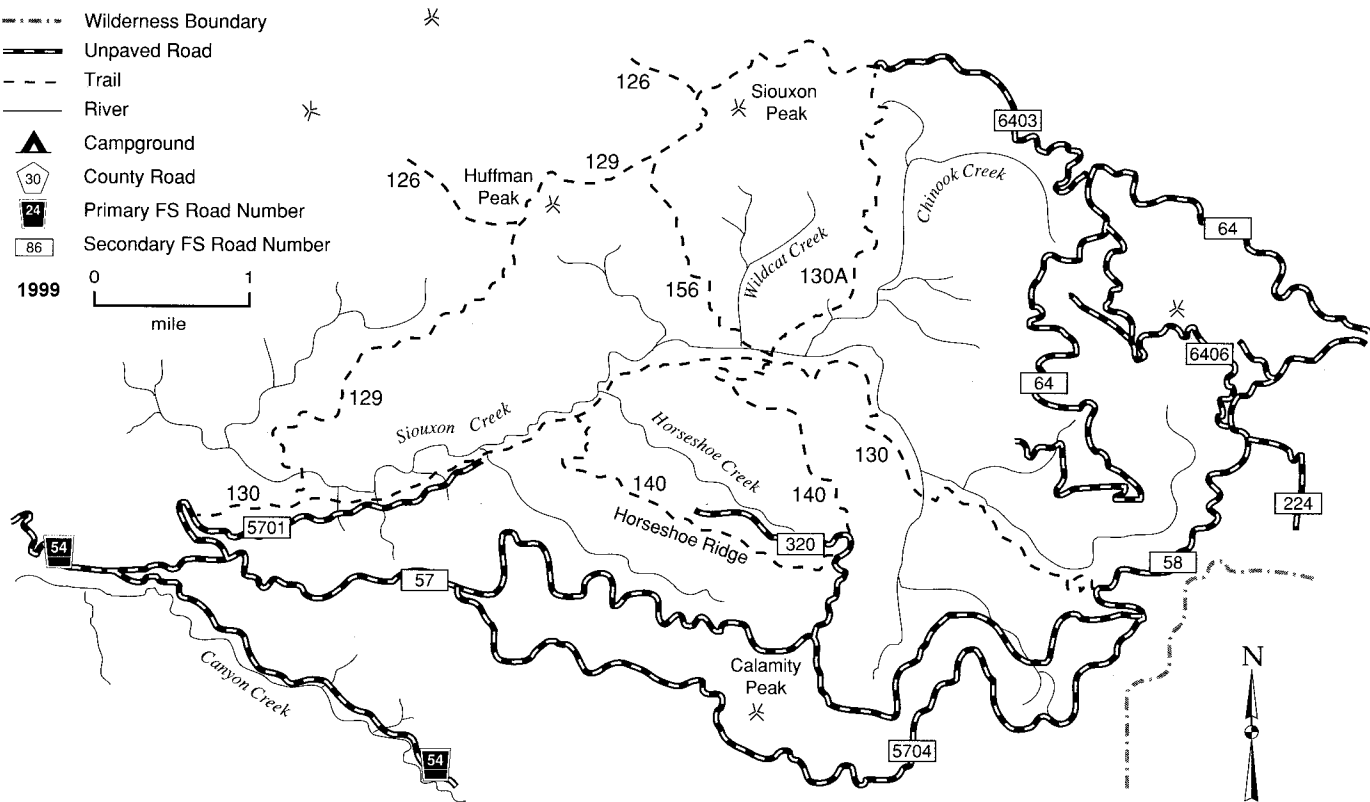 Wilderness Boundary
Unpaved Road
Trail
River
Campground
30 County Road
24 Primary FS Road Number
86 Secondary FS Road Number
1999
0 1
mile
126
Siouxon
Peak
6403
126
Huffman
Peak
129
Chinook Creek
64
Wildcat Creek
130A
156
6406
64
129
Siouxon Creek
Horseshoe Creek
130
130
140
140
5701
Horseshoe Ridge
320
224
54
57
58
Canyon Creek
Calamity
Peak
N
5704
54